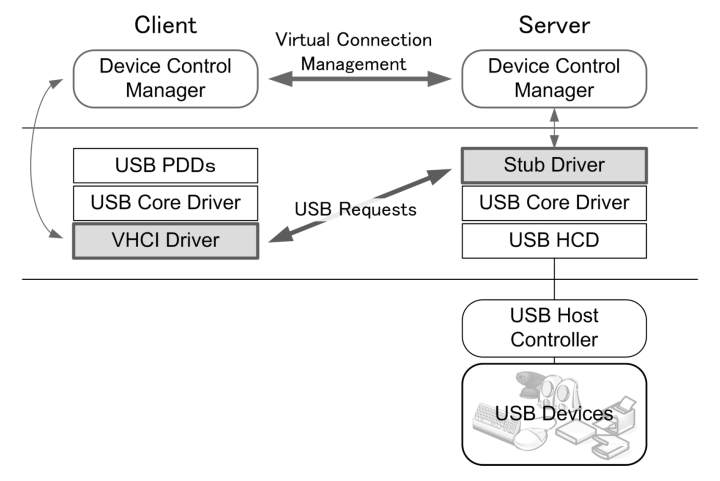 Client
Server
Virtual Connection
Management
Device Control
Manager
Device Control
Manager
USB PDDs
USB Core Driver
VHCI Driver
USB Requests
Stub Driver
USB Core Driver
USB HCD
USB Host
Controller
USB Devices